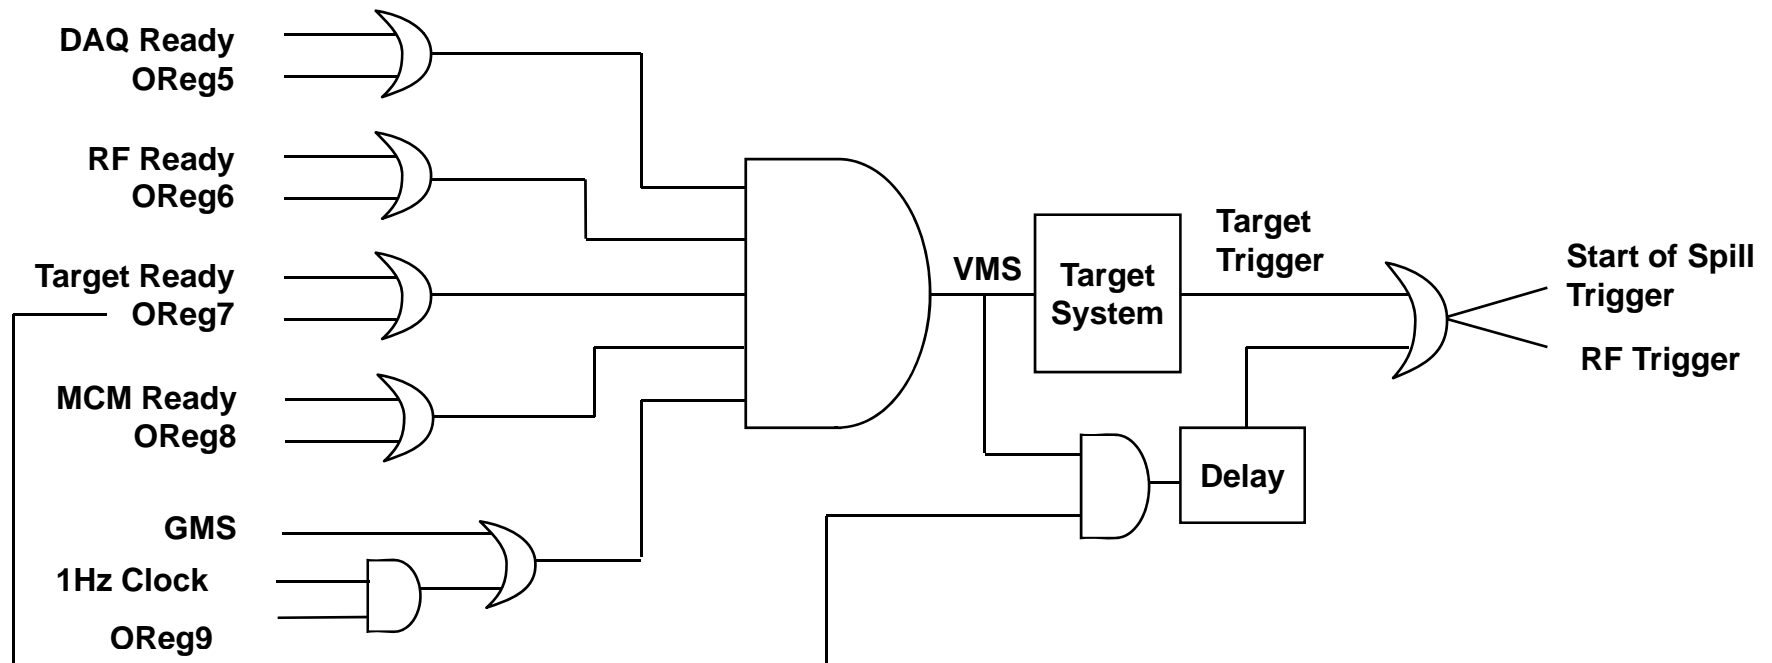 DAQ Ready
OReg5
RF Ready
OReg6
Target Ready
OReg7
MCM Ready
OReg8
GMS
1Hz Clock
OReg9
VMS
Target
System
Target
Trigger
Delay
Start of Spill
Trigger
RF Trigger